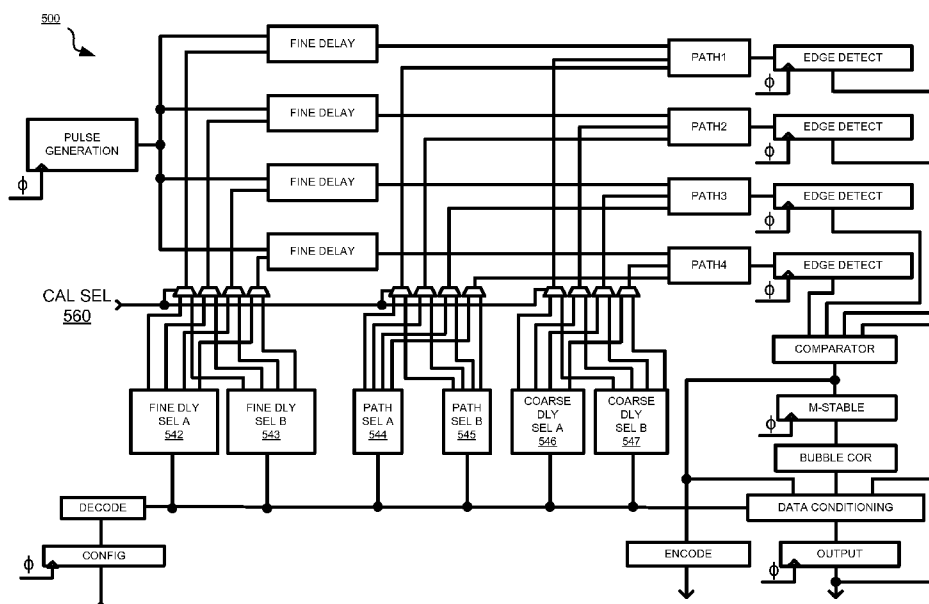 500
FINE DELAY
PATH1
EDGE DETECT
ϕ
PULSE
GENERATION
ϕ
FINE DELAY
PATH2
EDGE DETECT
ϕ
FINE DELAY
PATH3
EDGE DETECT
ϕ
FINE DELAY
PATH4
EDGE DETECT
ϕ
CAL SEL
560
COMPARATOR
FINE DLY
SEL A
542
FINE DLY
SEL B
543
PATH
SEL A
544
PATH
SEL B
545
COARSE
DLY
SEL A
546
COARSE
DLY
SEL B
547
M-STABLE
ϕ
BUBBLE COR
DECODE
DATA CONDITIONING
CONFIG
ϕ
ENCODE
OUTPUT
ϕ